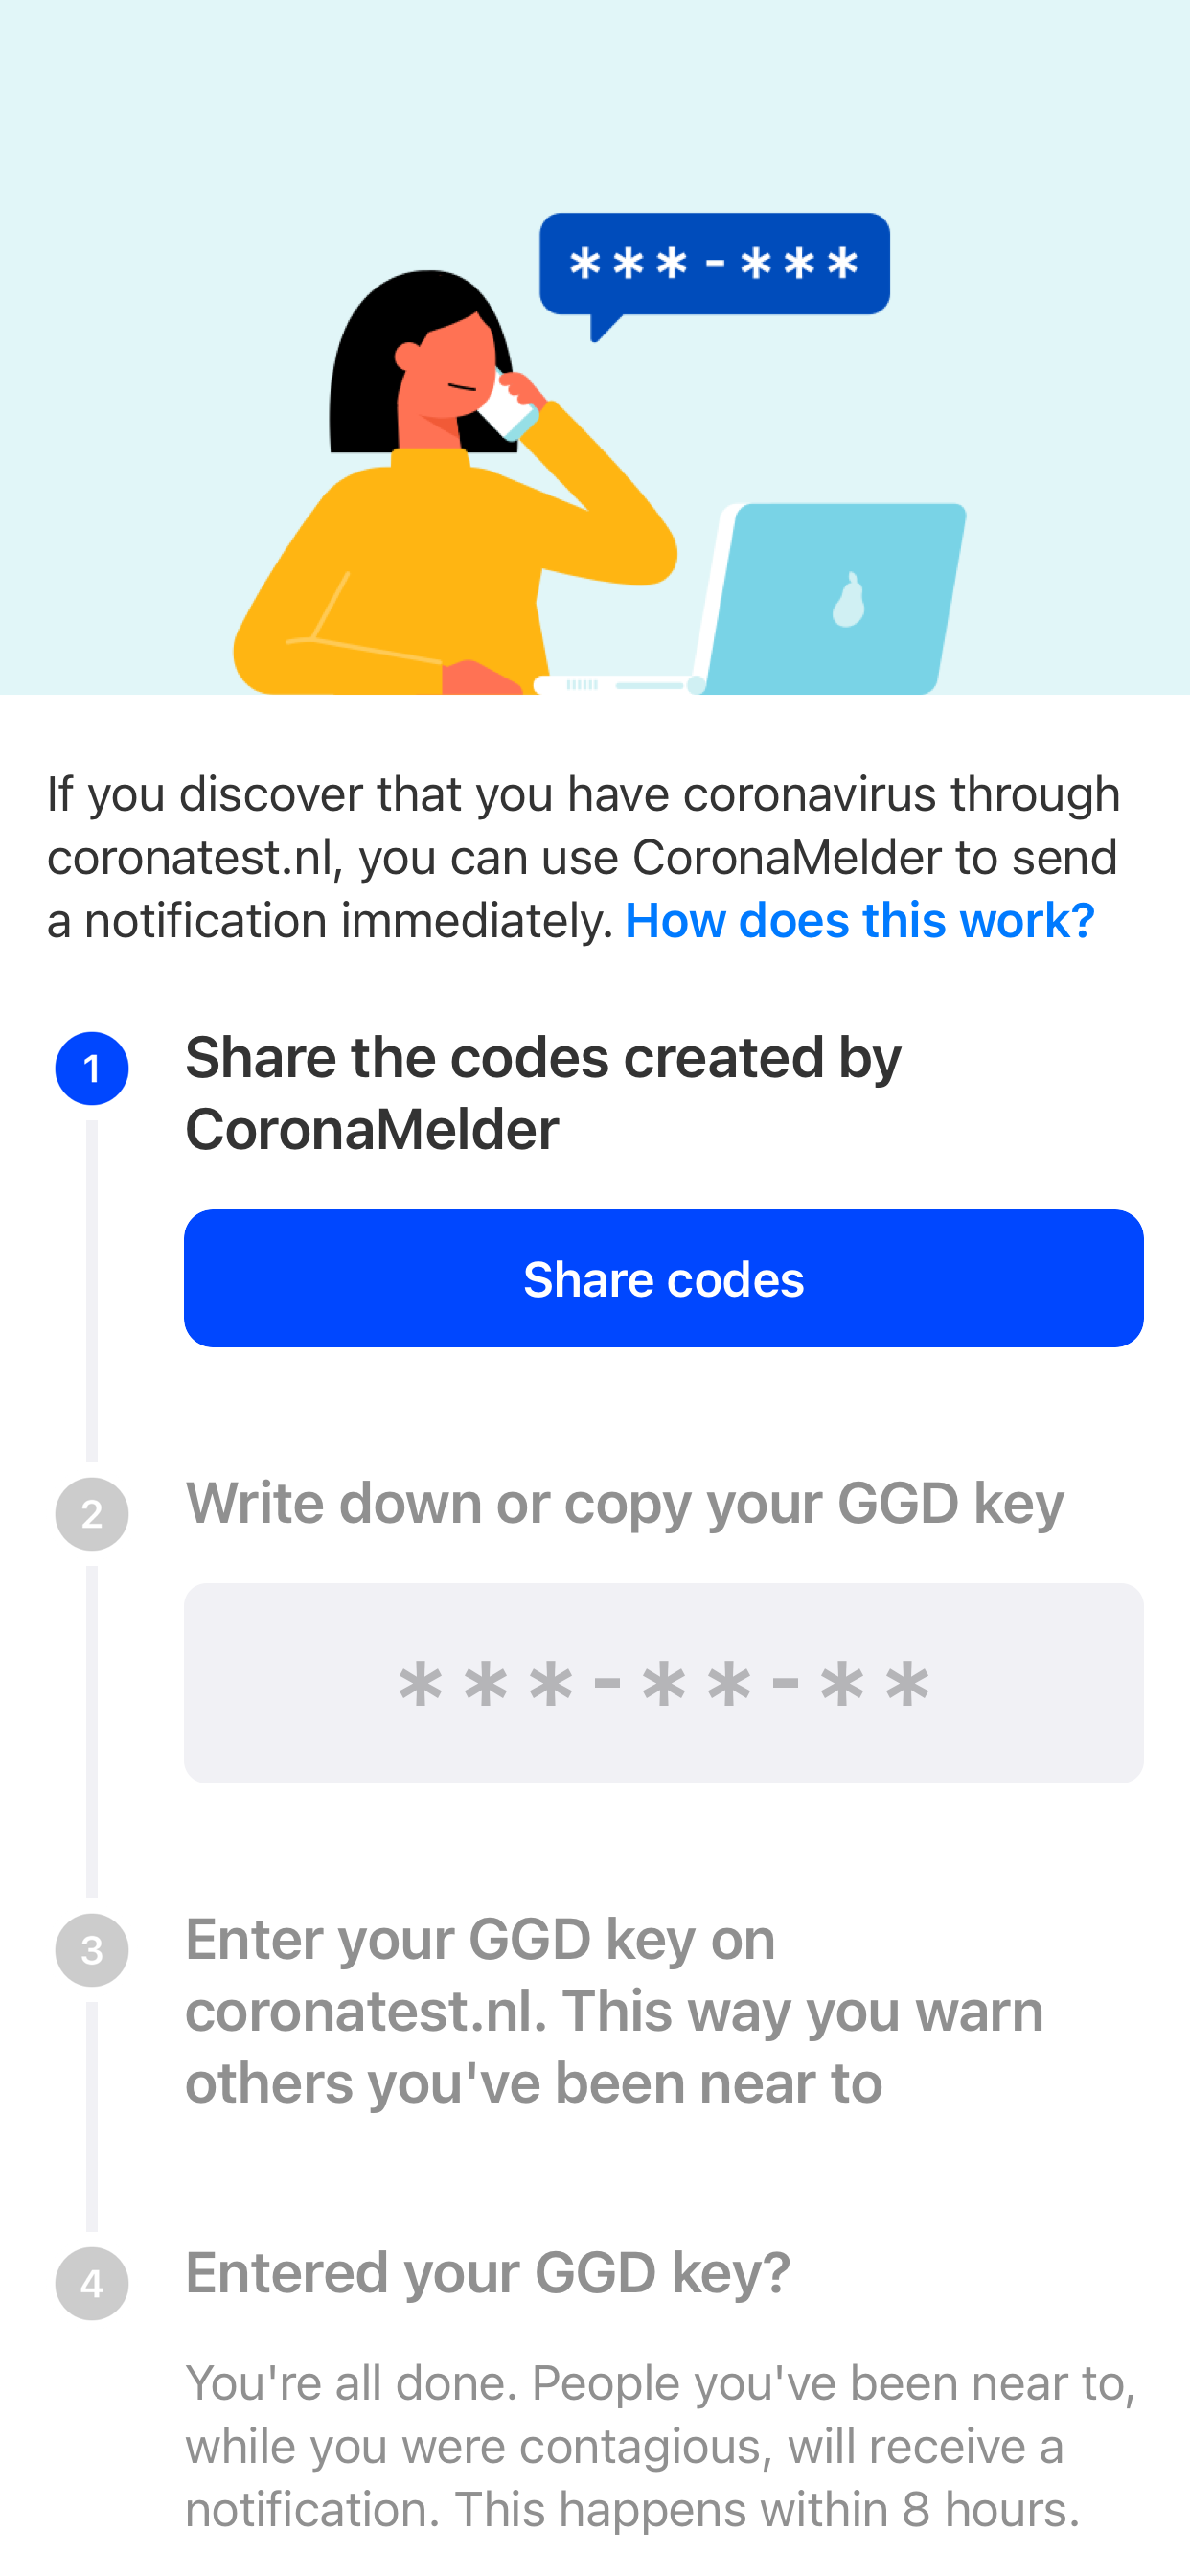 ***-***
If you discover that you have coronavirus through
coronatest.nl, you can use CoronaMelder to send
a notification immediately. How does this work?
1
Share the codes created by
CoronaMelder
Share codes
2
Write down or copy your GGD key
***-**-**
3
Enter your GGD key on
coronatest.nl. This way you warn
others you've been near to
4
Entered your GGD key?
You're all done. People you've been near to,
while you were contagious, will receive a
notification. This happens within 8 hours.